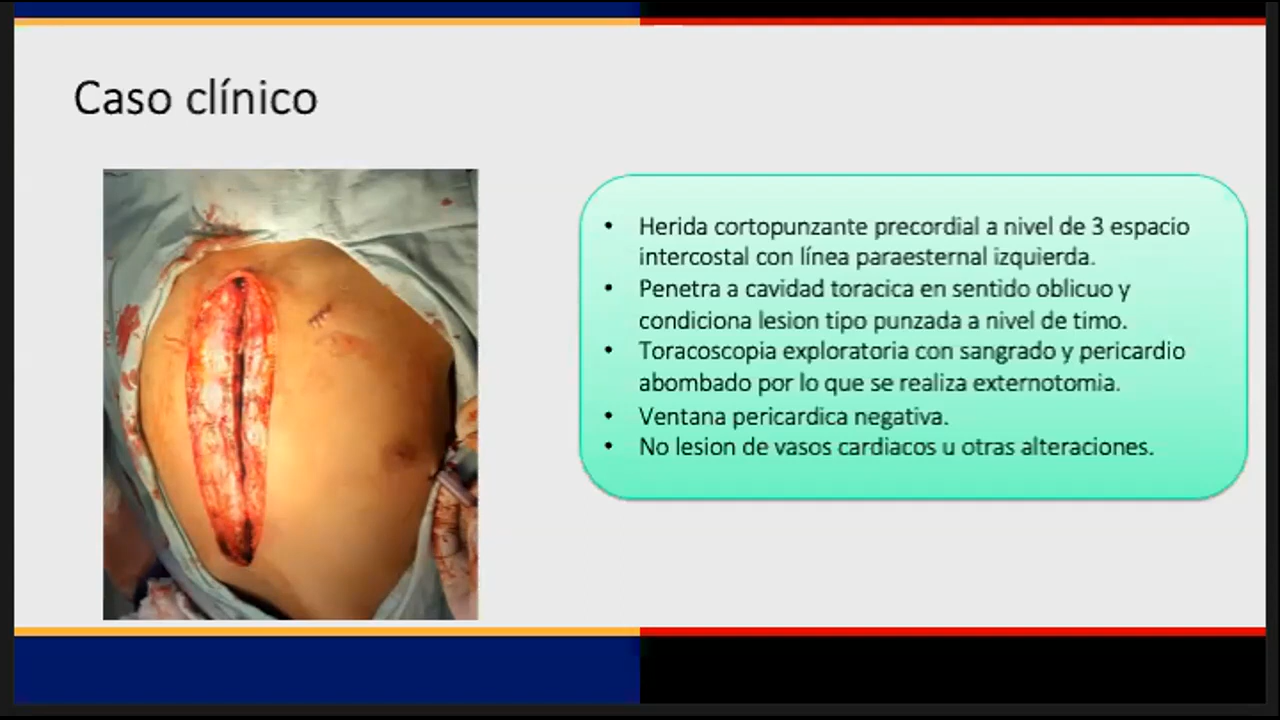 Caso clínico
• Herida cortopunzante precordial a nivel de 3 espacio
intercostal con línea paraesternal izquierda.
• Penetra a cavidad toracica en sentido oblicuo y
condiciona lesion tipo punzada a nivel de timo.
• Toracoscopia exploratoria con sangrado y pericardio
abombado por lo que se realiza externotomia.
• Ventana pericardica negativa.
• No lesion de vasos cardiacos u otras alteraciones.